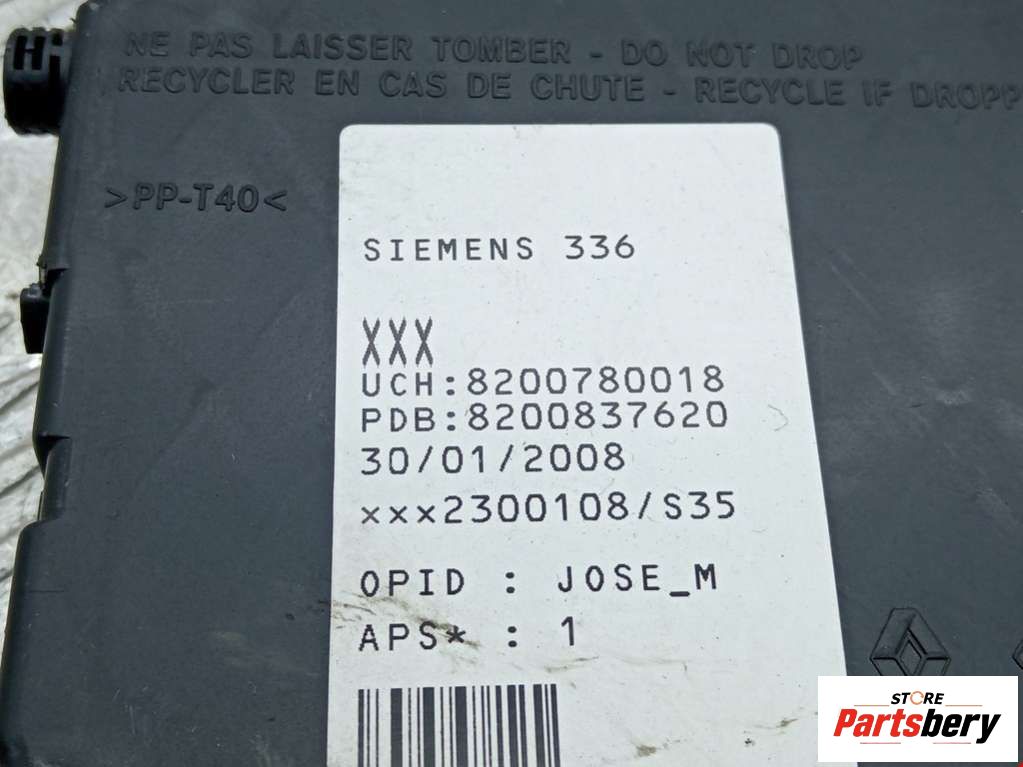 Hi
NE PAS LAISSER TOMBER - DO NOT DROP
RECYCLER EN CAS DE CHUTE - RECYCLE IF DROPP
>PP-T40<
SIEMENS 336
XXX
UCH:8200780018
PDB:8200837620
30/01/2008
xxx2300108/S35
OPID : JOSE_M
APS* : 1
STORE
Partsbery